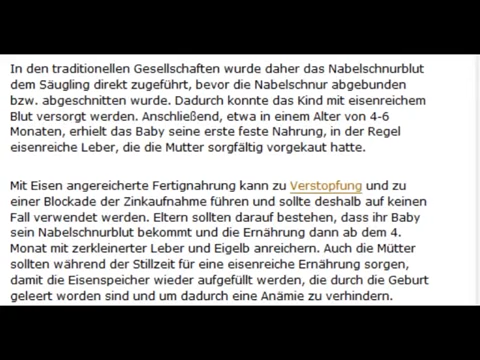 In den traditionellen Gesellschaften wurde daher das Nabelschnurblut
dem Säugling direkt zugeführt, bevor die Nabelschnur abgebunden
bzw. abgeschnitten wurde. Dadurch konnte das Kind mit eisenreichem
Blut versorgt werden. Anschließend, etwa in einem Alter von 4-6
Monaten, erhielt das Baby seine erste feste Nahrung, in der Regel
eisenreiche Leber, die die Mutter sorgfältig vorgekaut hatte.
Mit Eisen angereicherte Fertignahrung kann zu Verstopfung und zu
einer Blockade der Zinkaufnahme führen und sollte deshalb auf keinen
Fall verwendet werden. Eltern sollten darauf bestehen, dass ihr Baby
sein Nabelschnurblut bekommt und die Ernährung dann ab dem 4.
Monat mit zerkleinerter Leber und Eigelb anreichern. Auch die Mütter
sollten während der Stillzeit für eine eisenreiche Ernährung sorgen,
damit die Eisenspeicher wieder aufgefüllt werden, die durch die Geburt
geleert worden sind und um dadurch eine Anämie zu verhindern.